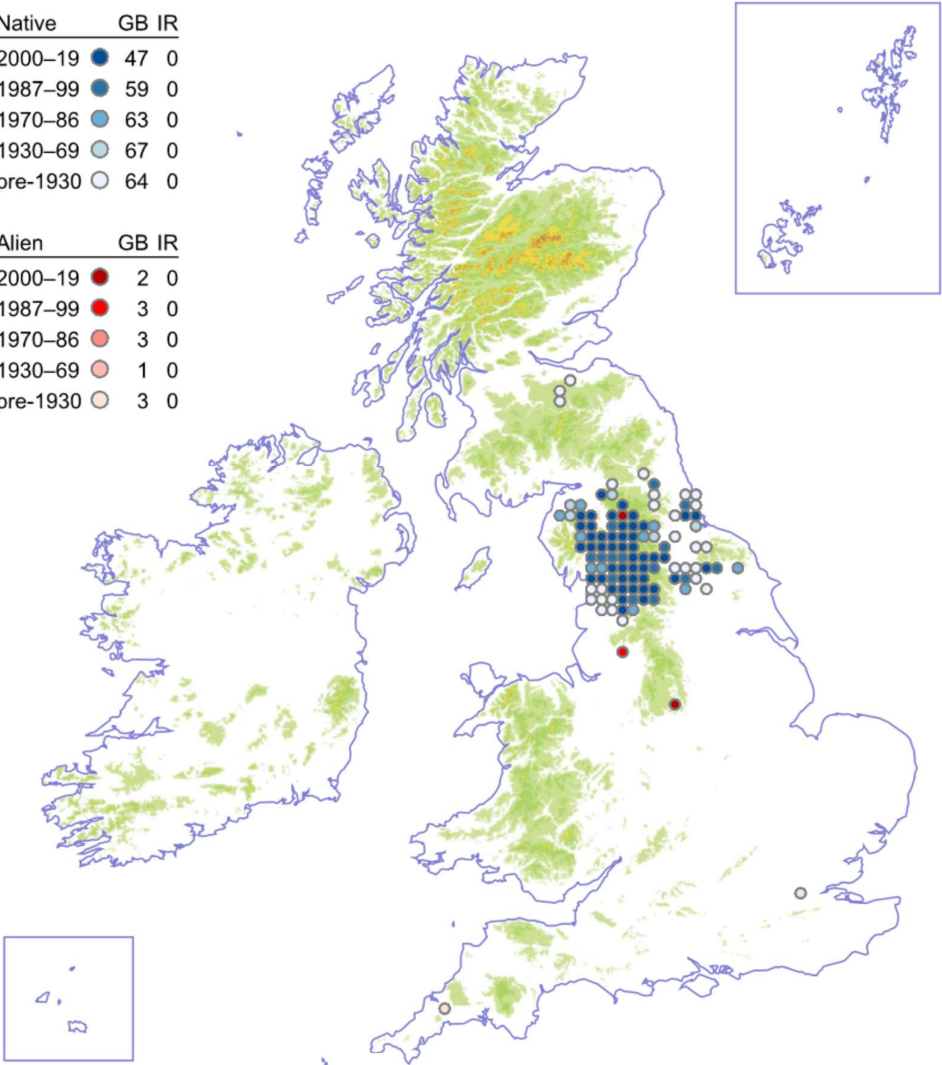 Native GB IR
2000–19 47 0
1987–99 59 0
1970–86 63 0
1930–69 67 0
pre-1930 64 0
Alien GB IR
2000–19 2 0
1987–99 3 0
1970–86 3 0
1930–69 1 0
pre-1930 3 0